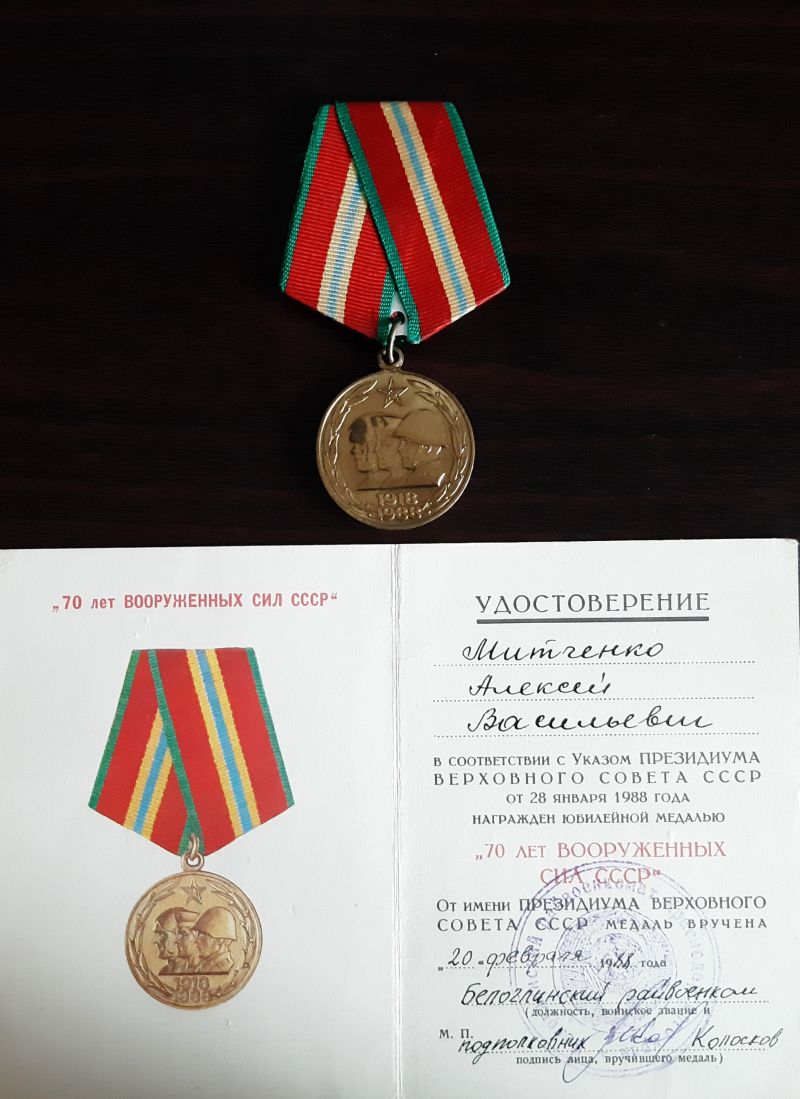 1918
1988
„70 лет ВООРУЖЕННЫХ СИЛ СССР“
1918
1988
УДОСТОВЕРЕНИЕ
Митченко
Алексей
Васильевич
в соответствии с Указом ПРЕЗИДИУМА
ВЕРХОВНОГО СОВЕТА СССР
от 28 января 1988 года
награжден юбилейной медалью
„70 лет ВООРУЖЕННЫХ
СИЛ СССР“
От имени ПРЕЗИДИУМА ВЕРХОВНОГО
СОВЕТА СССР медаль вручена
„20“ февраля 1988 года
Белоглинский райвоенком
(должность, воинское звание и
М. П.
подполковник Колосков
подпись лица, вручившего медаль)